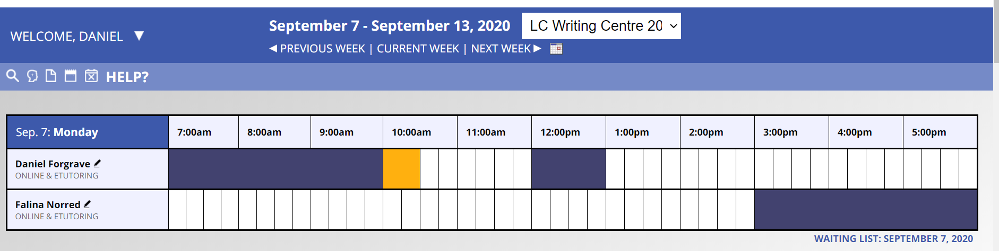 WELCOME, DANIEL ▼
September 7 - September 13, 2020
LC Writing Centre 20
◀ PREVIOUS WEEK | CURRENT WEEK | NEXT WEEK ▶
HELP?
Sep. 7: Monday 7:00am 8:00am 9:00am 10:00am 11:00am 12:00pm 1:00pm 2:00pm 3:00pm 4:00pm 5:00pm
Daniel Forgrave
ONLINE & ETUTORING
Falina Norred
ONLINE & ETUTORING
WAITING LIST: SEPTEMBER 7, 2020